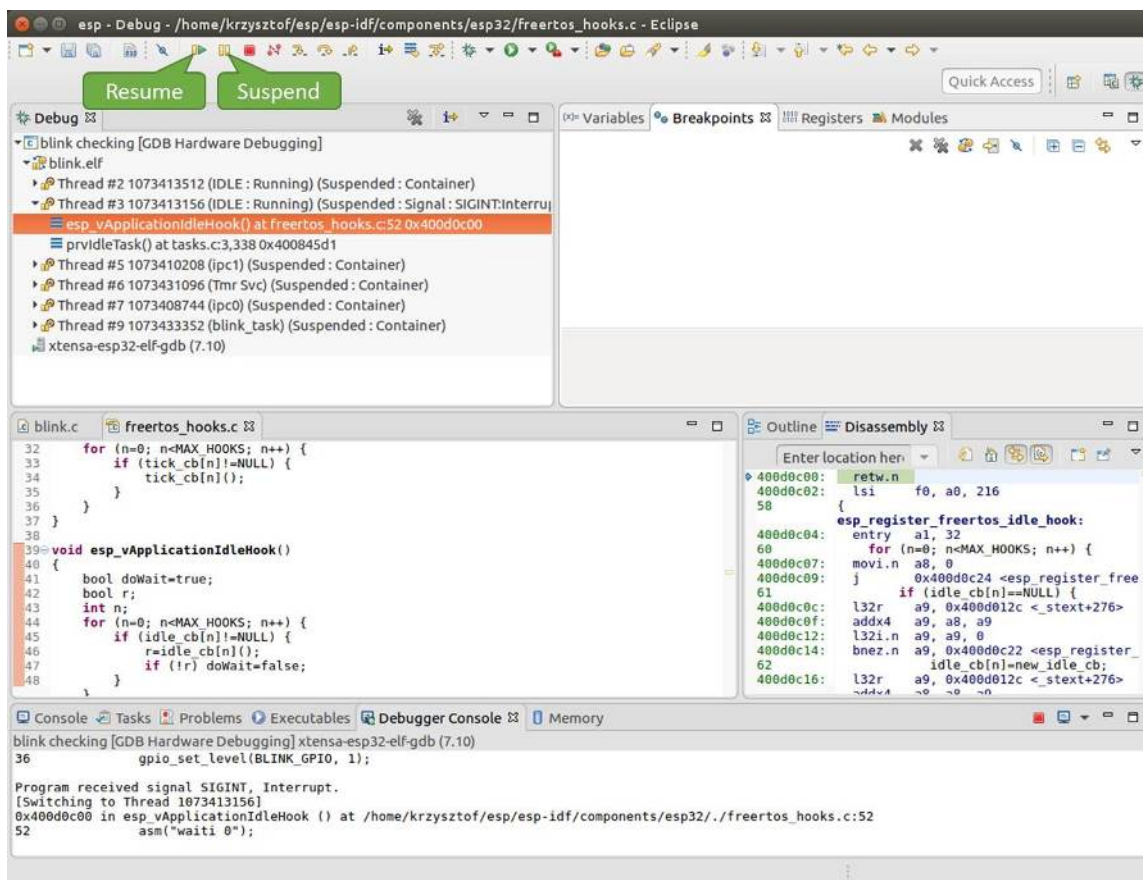 esp - Debug - /home/krzysztof/esp/esp-idf/components/esp32/freertos_hooks.c - Eclipse
Resume
Suspend
Quick Access
Debug
blink checking [GDB Hardware Debugging]
blink.elf
Thread #2 1073413512 (IDLE : Running) (Suspended : Container)
Thread #3 1073413156 (IDLE : Running) (Suspended : Signal : SIGINT:Interrup
esp_vApplicationIdleHook() at freertos_hooks.c:52 0x400d0c00
prvIdleTask() at tasks.c:3,338 0x400845d1
Thread #5 1073410208 (ipc1) (Suspended : Container)
Thread #6 1073431096 (Tmr Svc) (Suspended : Container)
Thread #7 1073408744 (ipc0) (Suspended : Container)
Thread #9 1073433352 (blink_task) (Suspended : Container)
xtensa-esp32-elf-gdb (7.10)
(x)= Variables Breakpoints Registers Modules
blink.c freertos_hooks.c
32 for (n=0; n<MAX_HOOKS; n++) {
33 if (tick_cb[n]!=NULL) {
34 tick_cb[n]();
35 }
36 }
37 }
38
39 void esp_vApplicationIdleHook()
40 {
41 bool doWait=true;
42 bool r;
43 int n;
44 for (n=0; n<MAX_HOOKS; n++) {
45 if (idle_cb[n]!=NULL) {
46 r=idle_cb[n]();
47 if (!r) doWait=false;
48 }
}
Outline Disassembly
Enter location her
400d0c00: retw.n
400d0c02: lsi f0, a0, 216
58 {
esp_register_freertos_idle_hook:
400d0c04: entry a1, 32
60 for (n=0; n<MAX_HOOKS; n++) {
400d0c07: movi.n a8, 0
400d0c09: j 0x400d0c24 <esp_register_free
61 if (idle_cb[n]==NULL) {
400d0c0c: l32r a9, 0x400d012c <_stext+276>
400d0c0f: addx4 a9, a8, a9
400d0c12: l32i.n a9, a9, 0
400d0c14: bnez.n a9, 0x400d0c22 <esp_register_
62 idle_cb[n]=new_idle_cb;
400d0c16: l32r a9, 0x400d012c <_stext+276>
addx4 a8, a8, a9
Console Tasks Problems Executables Debugger Console Memory
blink checking [GDB Hardware Debugging] xtensa-esp32-elf-gdb (7.10)
36 gpio_set_level(BLINK_GPIO, 1);
Program received signal SIGINT, Interrupt.
[Switching to Thread 1073413156]
0x400d0c00 in esp_vApplicationIdleHook () at /home/krzysztof/esp/esp-idf/components/esp32/./freertos_hooks.c:52
52 asm("waiti 0");